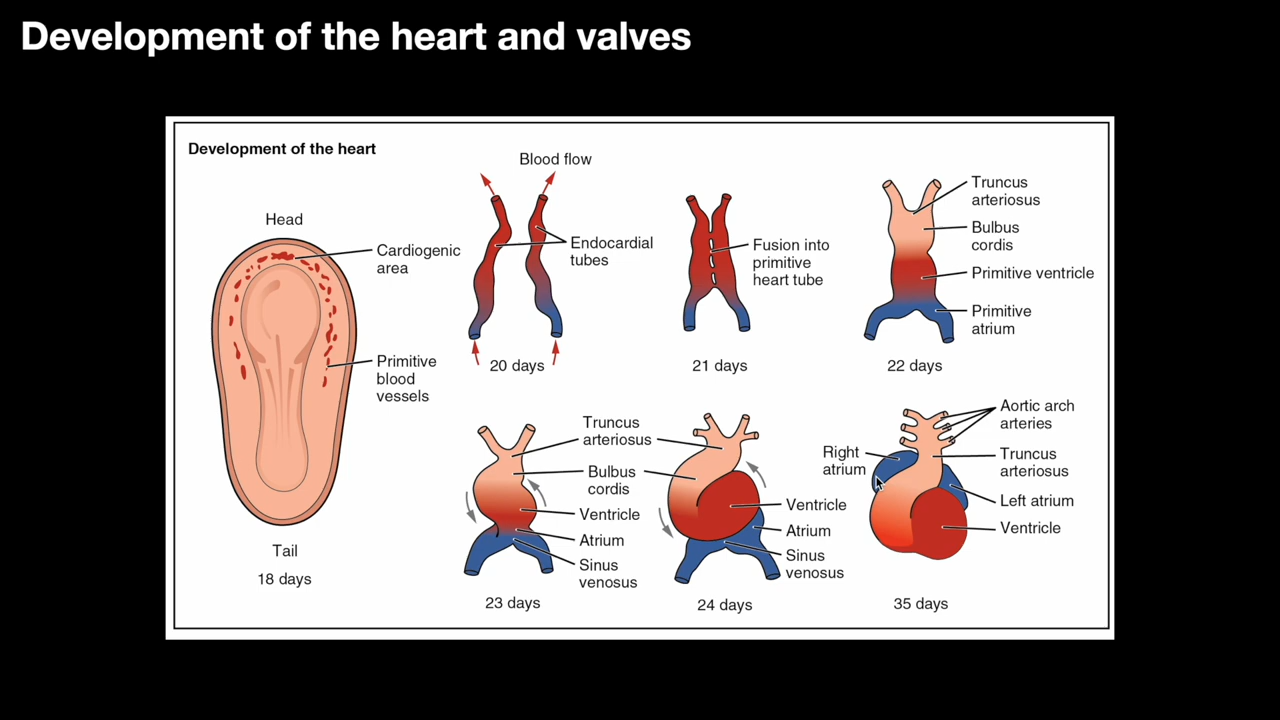 Development of the heart and valves
Development of the heart
Head
Cardiogenic
area
Primitive
blood
vessels
Tail
18 days
Blood flow
Endocardial
tubes
20 days
Fusion into
primitive
heart tube
21 days
Truncus
arteriosus
Bulbus
cordis
Primitive ventricle
Primitive
atrium
22 days
Truncus
arteriosus
Bulbus
cordis
Ventricle
Atrium
Sinus
venosus
23 days
Ventricle
Atrium
Sinus
venosus
24 days
Right
atrium
Aortic arch
arteries
Truncus
arteriosus
Left atrium
Ventricle
35 days